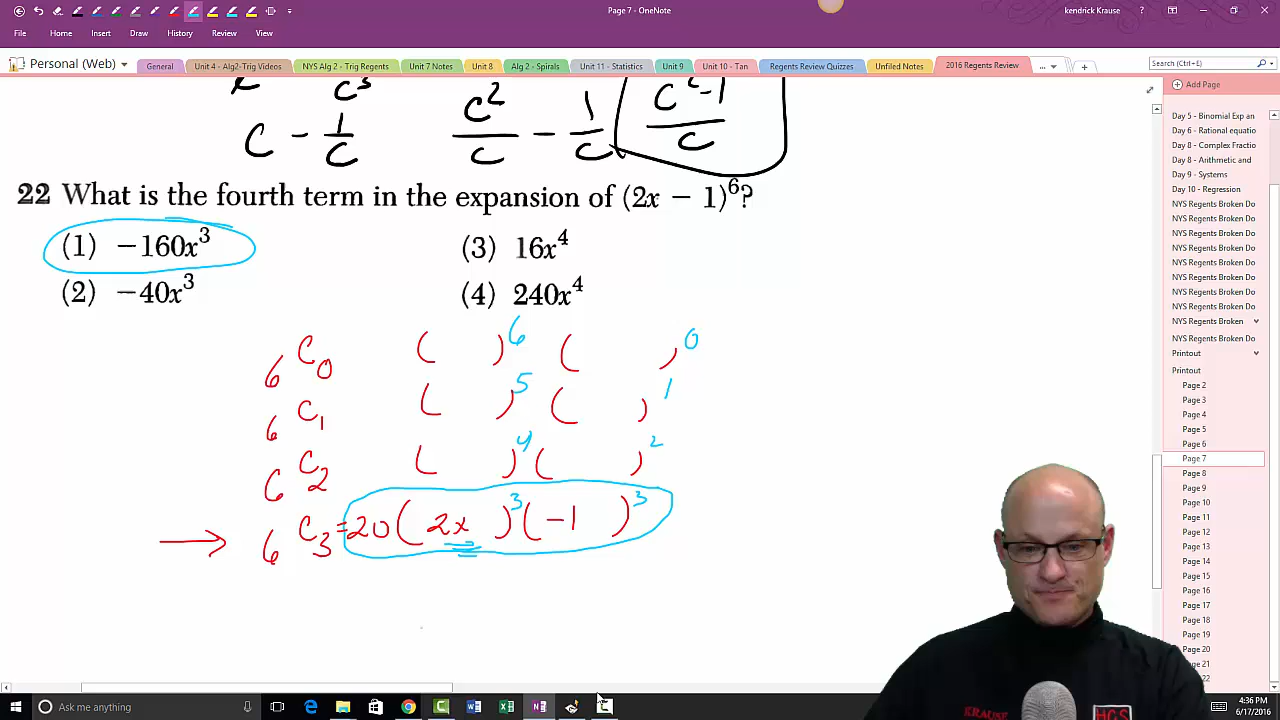 Page 7 - OneNote
kendrick Krause
?
File Home Insert Draw History Review View
Personal (Web) General Unit 4 - Alg2-Trig Videos NYS Alg 2 - Trig Regents Unit 7 Notes Unit 8 Alg 2 - Spirals Unit 11 - Statistics Unit 9 Unit 10 - Tan Regents Review Quizzes Unfiled Notes 2016 Regents Review ... Search (Ctrl+E)
Add Page
c³ c² 1 c²-1
c - 1/c c - c c
22 What is the fourth term in the expansion of (2x − 1)⁶?
(1) −160x³ (3) 16x⁴
(2) −40x³ (4) 240x⁴
₆C₀ ( )⁶ ( )⁰
₆C₁ ( )⁵ ( )¹
₆C₂ ( )⁴ ( )²
₆C₃ = 20 ( 2x )³ ( -1 )³
Day 5 - Binomial Exp an
Day 6 - Rational equatio
Day 8 - Complex Fractio
Day 8 - Arithmetic and
Day 9 - Systems
Day 10 - Regression
NYS Regents Broken Do
NYS Regents Broken Do
NYS Regents Broken Do
NYS Regents Broken Do
NYS Regents Broken Do
NYS Regents Broken Do
NYS Regents Broken Do
NYS Regents Broken Do
NYS Regents Broken
NYS Regents Broken Do
Printout
Printout
Page 2
Page 3
Page 4
Page 5
Page 6
Page 7
Page 8
Page 9
Page 10
Page 11
Page 12
Page 13
Page 14
Page 15
Page 16
Page 17
Page 18
Page 19
Page 20
21
Page 22
KRAUSE HGS
Ask me anything
4:36 PM
6/17/2016